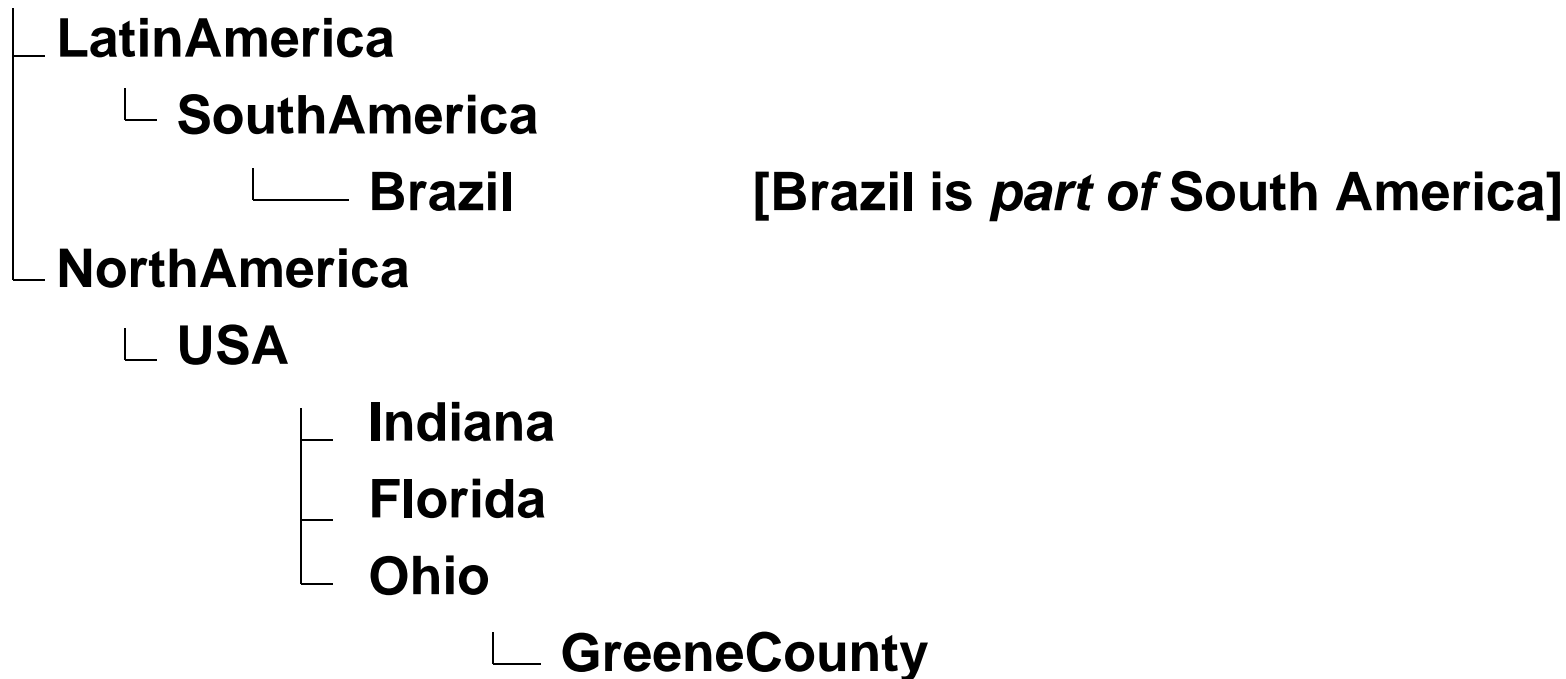 LatinAmerica
SouthAmerica
Brazil [Brazil is part of South America]
NorthAmerica
USA
Indiana
Florida
Ohio
GreeneCounty